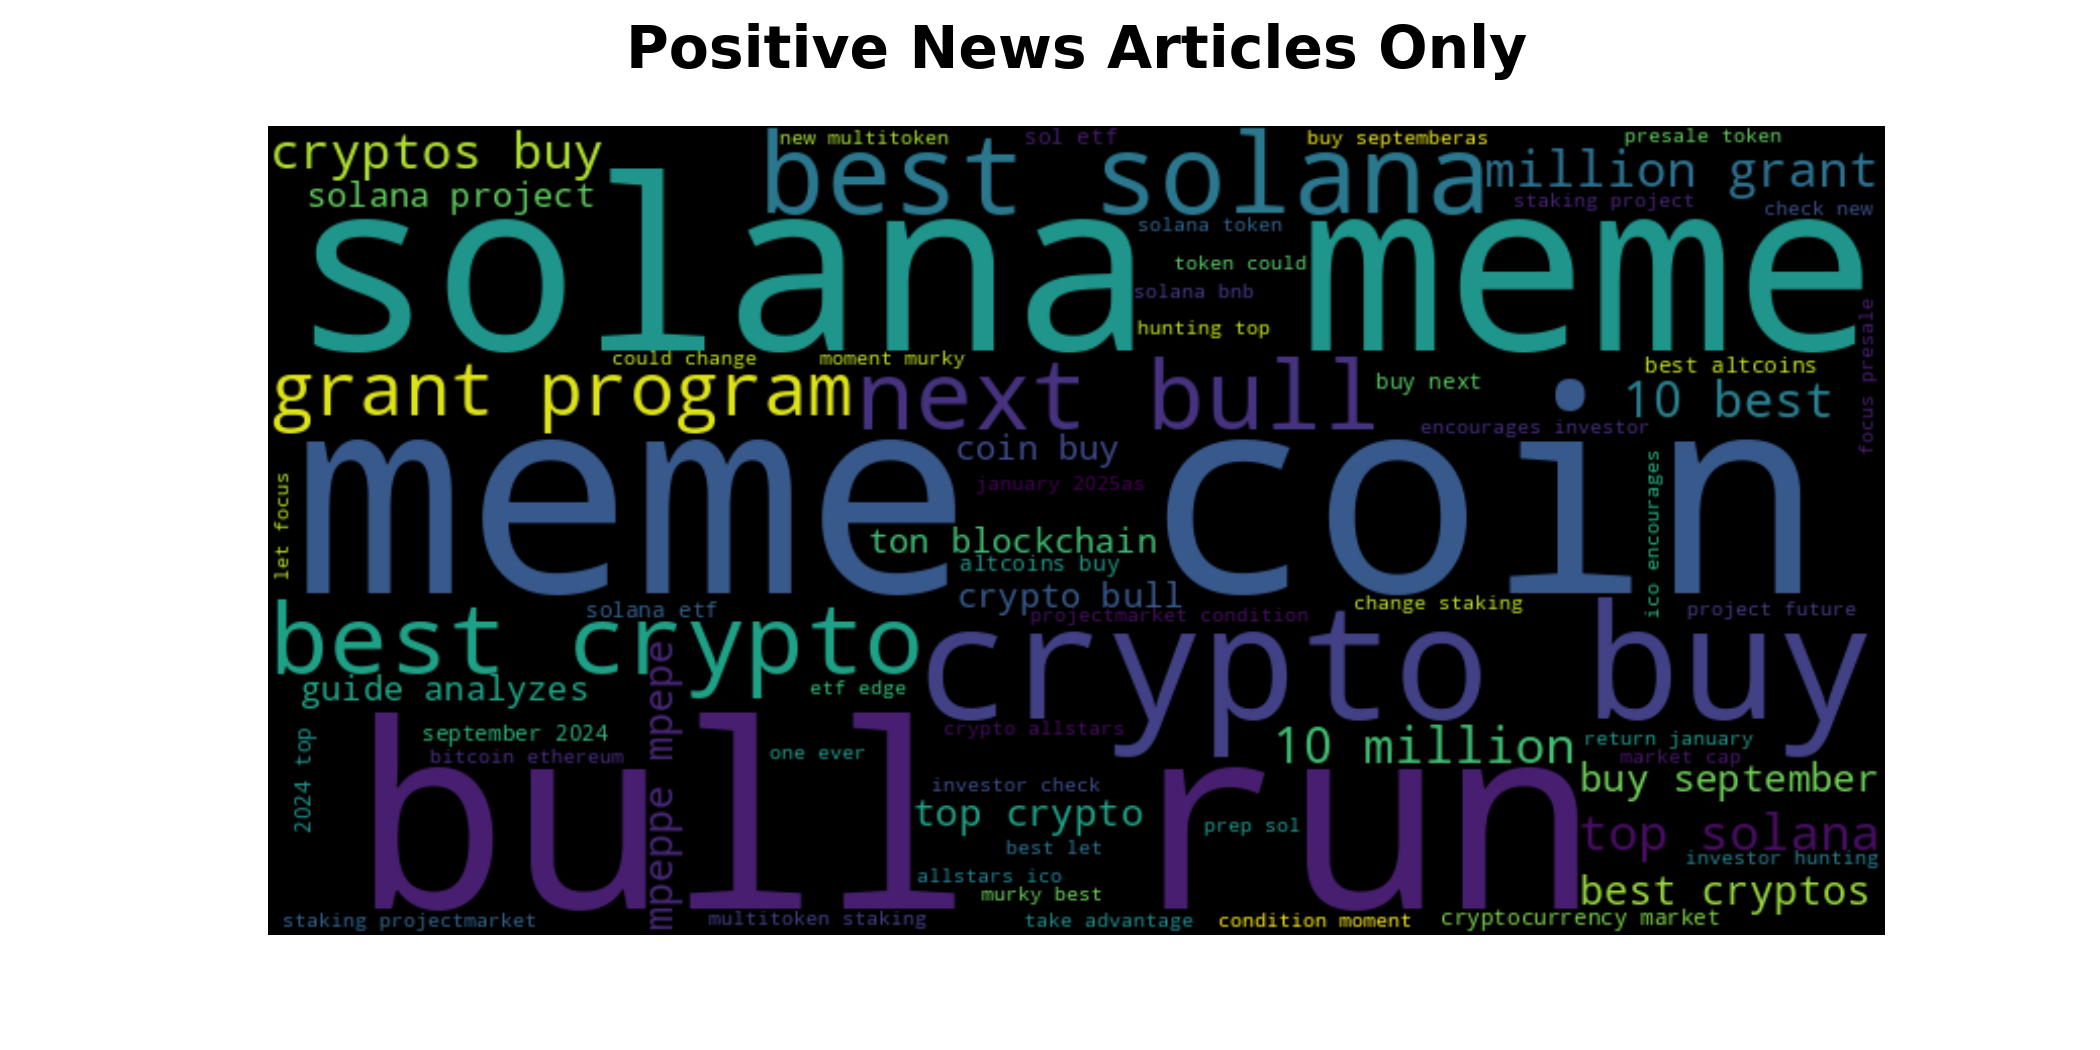 Positive News Articles Only
cryptos buy
new multitoken
sol etf
buy septemberas
presale token
best solana
million grant
solana project
staking project
check new
solana token
solana meme
token could
solana bnb
hunting top
focus presale
could change
moment murky
best altcoins
grant program
next bull
buy next
10 best
encourages investor
coin buy
january 2025as
let focus
meme coin
ico encourages
ton blockchain
altcoins buy
crypto bull
change staking
solana etf
projectmarket condition
project future
best crypto
crypto buy
guide analyzes
etf edge
mpeppe mpepe
september 2024
crypto allstars
10 million
return january
bitcoin ethereum
one ever
market cap
2024 top
investor check
buy september
bull run
top crypto
prep sol
top solana
best let
investor hunting
allstars ico
murky best
best cryptos
staking projectmarket
multitoken staking
take advantage
condition moment
cryptocurrency market